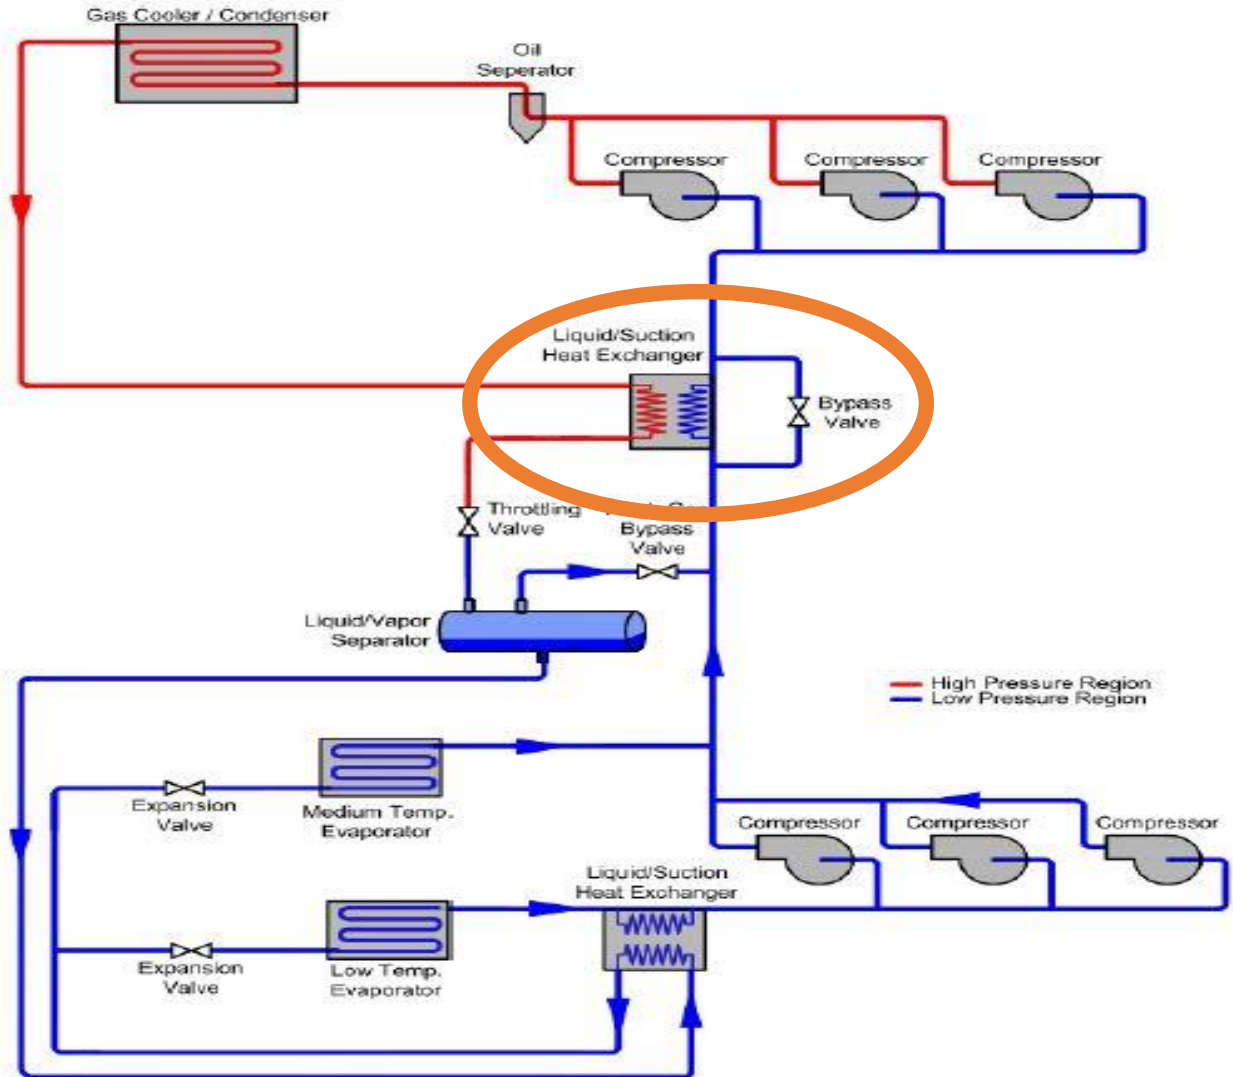 Gas Cooler / Condenser
Oil
Seperator
Compressor
Compressor
Compressor
Liquid/Suction
Heat Exchanger
Bypass
Valve
Throttling
Valve
Bypass
Valve
Liquid/Vapor
Separator
High Pressure Region
Low Pressure Region
Expansion
Valve
Medium Temp.
Evaporator
Compressor
Compressor
Compressor
Liquid/Suction
Heat Exchanger
Expansion
Valve
Low Temp.
Evaporator